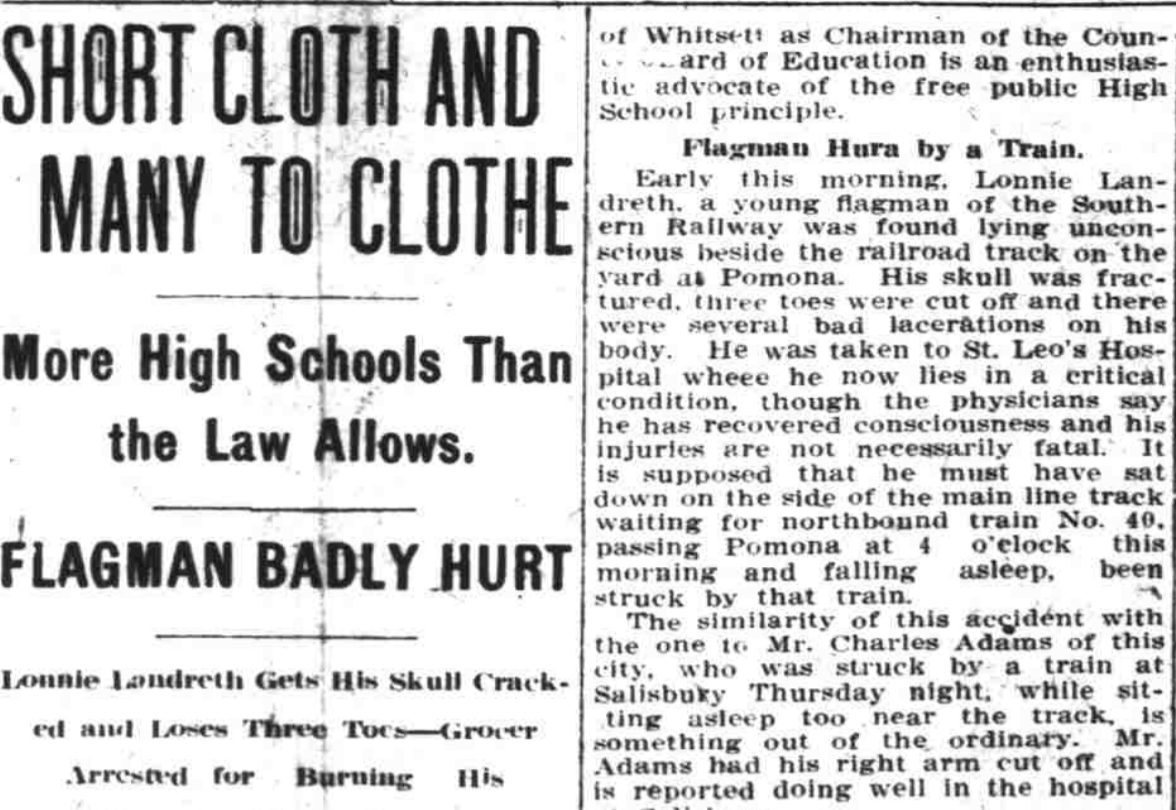 SHORT CLOTH AND
MANY TO CLOTHE
More High Schools Than
the Law Allows.
FLAGMAN BADLY HURT
Lonnie Landreth Gets His Skull Crack-
ed and Loses Three Toes—Grocer
Arrested for Burning His
of Whitsett as Chairman of the Coun-
ard of Education is an enthusias-
tic advocate of the free public High
School principle.
Flagman Hura by a Train.
Early this morning, Lonnie Lan-
dreth, a young flagman of the South-
ern Railway was found lying uncon-
scious beside the railroad track on the
yard at Pomona. His skull was frac-
tured, three toes were cut off and there
were several bad lacerations on his
body. He was taken to St. Leo's Hos-
pital wheee he now lies in a critical
condition, though the physicians say
he has recovered consciousness and his
injuries are not necessarily fatal. It
is supposed that he must have sat
down on the side of the main line track
waiting for northbound train No. 40,
passing Pomona at 4 o'elock this
morning and falling asleep, been
struck by that train.
The similarity of this accident with
the one to Mr. Charles Adams of this
city, who was struck by a train at
Salisbuky Thursday night, while sit-
ting asleep too near the track, is
something out of the ordinary. Mr.
Adams had his right arm cut off and
is reported doing well in the hospital